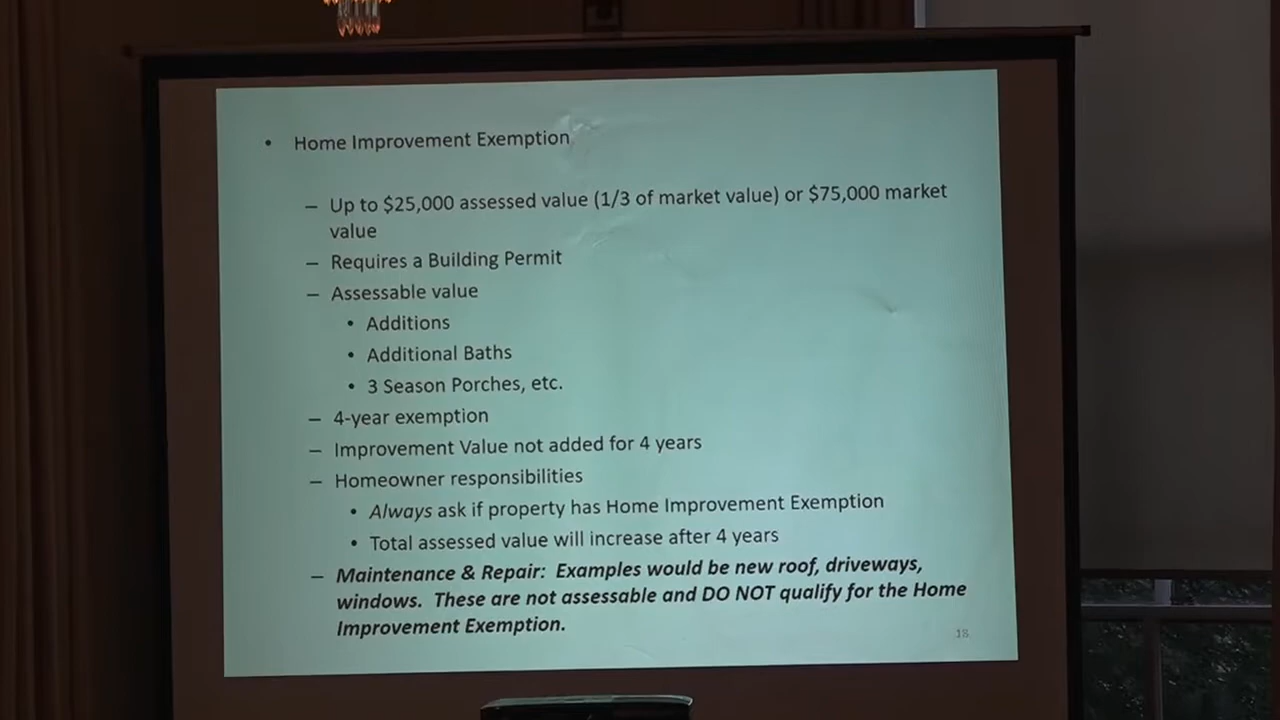 • Home Improvement Exemption
– Up to $25,000 assessed value (1/3 of market value) or $75,000 market
value
– Requires a Building Permit
– Assessable value
• Additions
• Additional Baths
• 3 Season Porches, etc.
– 4-year exemption
– Improvement Value not added for 4 years
– Homeowner responsibilities
• Always ask if property has Home Improvement Exemption
• Total assessed value will increase after 4 years
– Maintenance & Repair: Examples would be new roof, driveways,
windows. These are not assessable and DO NOT qualify for the Home
Improvement Exemption.
18